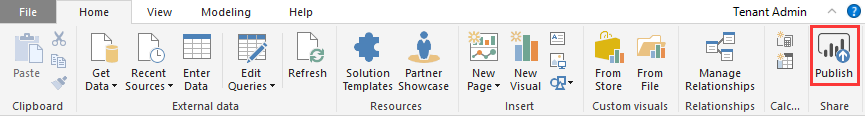 File Home View Modeling Help Tenant Admin
Paste Get Data Recent Sources Enter Data Edit Queries Refresh Solution Templates Partner Showcase New Page New Visual From Store From File Manage Relationships Publish
Clipboard External data Resources Insert Custom visuals Relationships Calc... Share